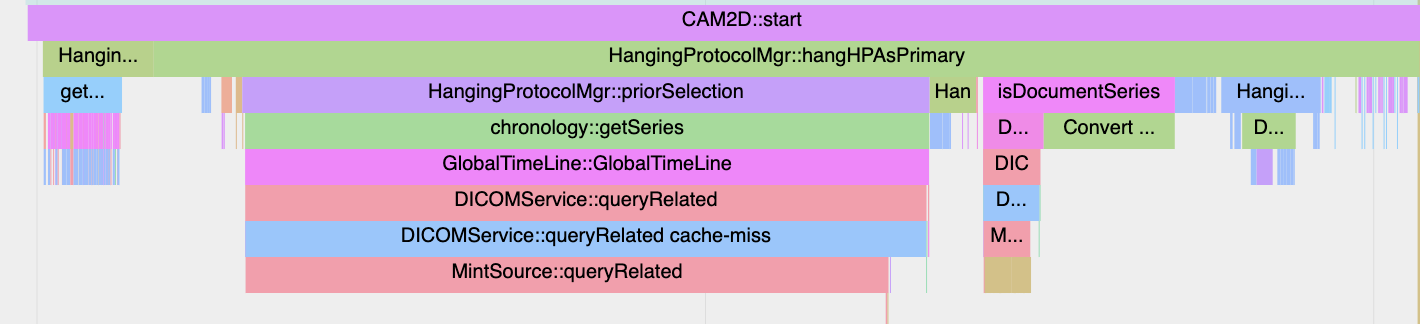 CAM2D::start
Hangin... HangingProtocolMgr::hangHPAsPrimary
get... HangingProtocolMgr::priorSelection Han isDocumentSeries Hangi...
chronology::getSeries D... Convert ... D...
GlobalTimeLine::GlobalTimeLine DIC
DICOMService::queryRelated D...
DICOMService::queryRelated cache-miss M...
MintSource::queryRelated